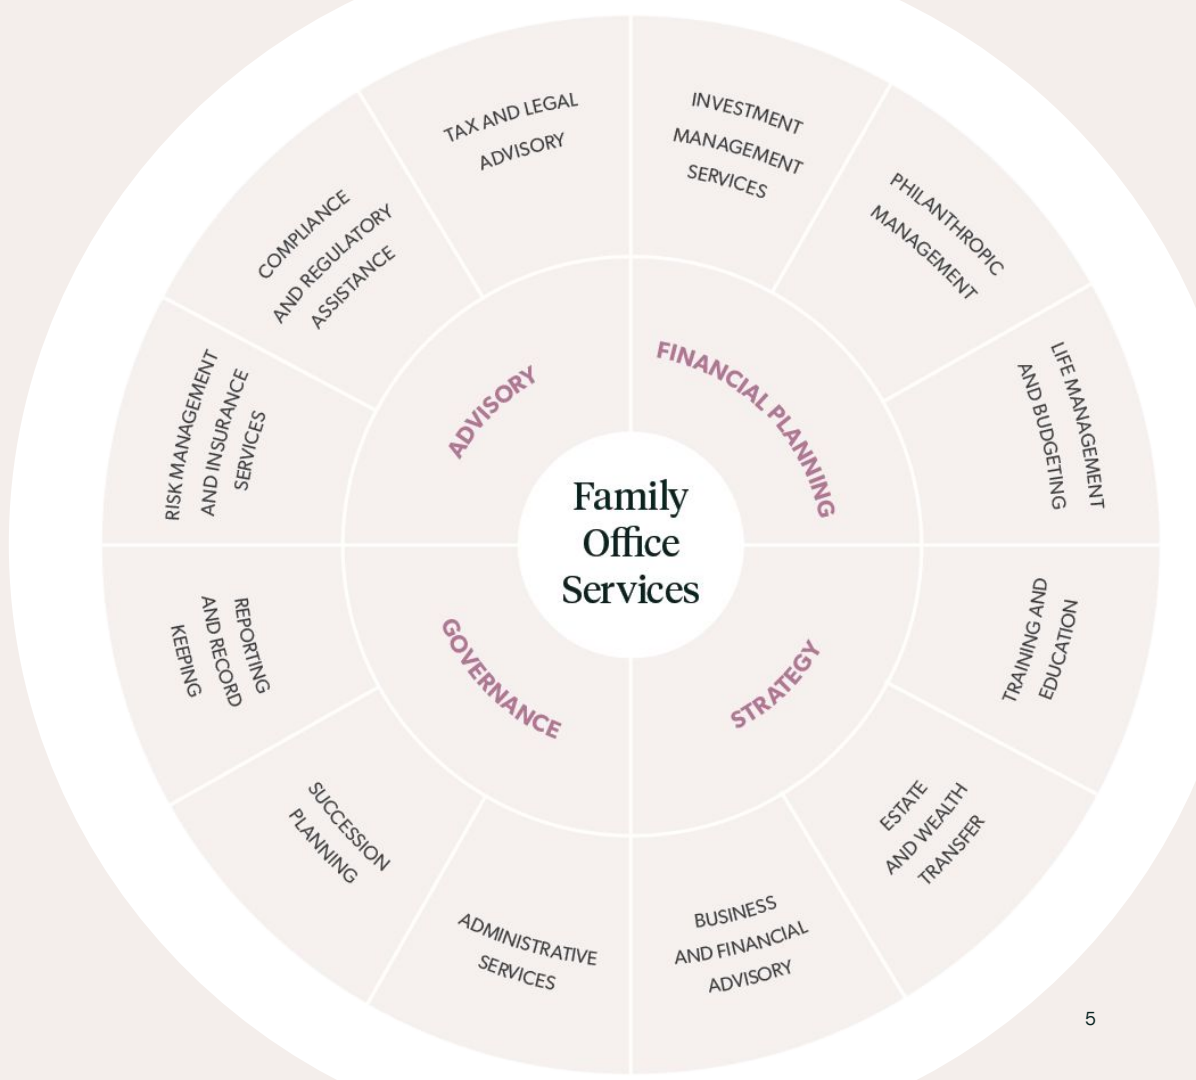 Family
Office
Services
FINANCIAL PLANNING
INVESTMENT
MANAGEMENT
SERVICES
PHILANTHROPIC
MANAGEMENT
LIFE MANAGEMENT
AND BUDGETING
STRATEGY
TRAINING AND
EDUCATION
ESTATE
AND WEALTH
TRANSFER
BUSINESS
AND FINANCIAL
ADVISORY
GOVERNANCE
ADMINISTRATIVE
SERVICES
SUCCESSION
PLANNING
REPORTING
AND RECORD
KEEPING
ADVISORY
RISK MANAGEMENT
AND INSURANCE
SERVICES
COMPLIANCE
AND REGULATORY
ASSISTANCE
TAX AND LEGAL
ADVISORY
5